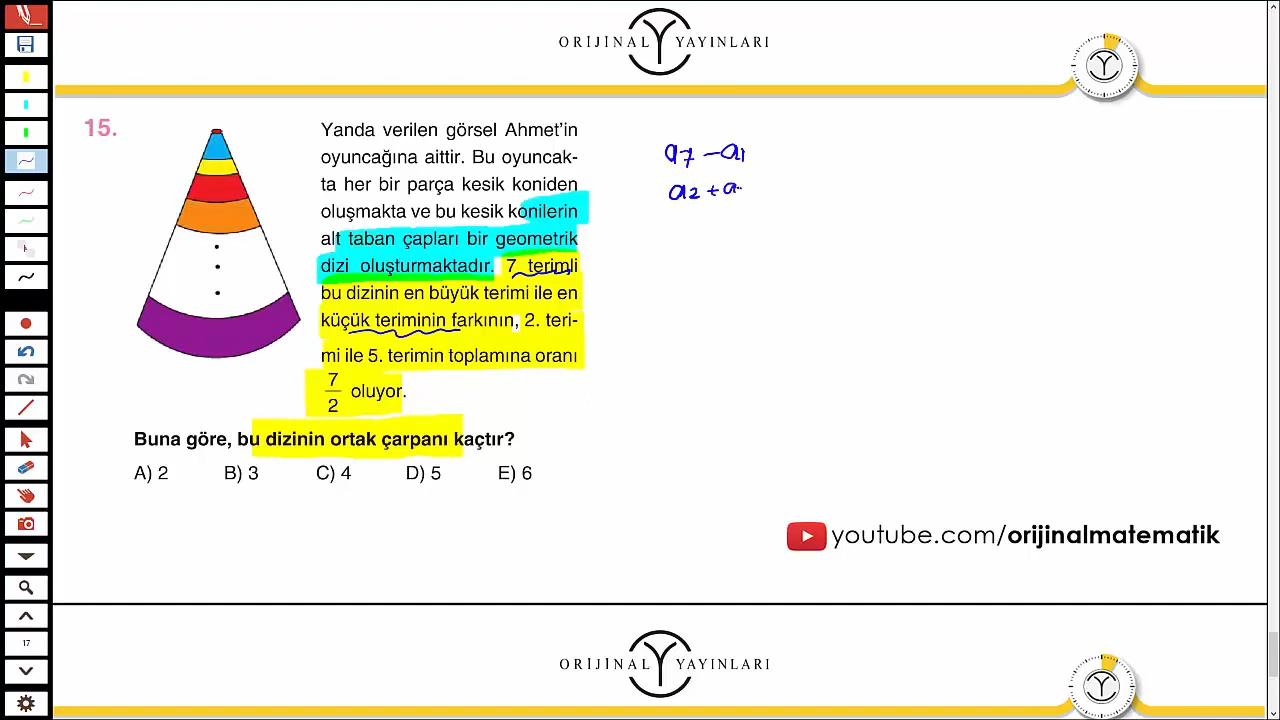 ORİJİNAL YAYINLARI
15.
Yanda verilen görsel Ahmet'in
oyuncağına aittir. Bu oyuncak-
ta her bir parça kesik koniden
oluşmakta ve bu kesik konilerin
alt taban çapları bir geometrik
dizi oluşturmaktadır. 7 terimli
bu dizinin en büyük terimi ile en
küçük teriminin farkının, 2. teri-
mi ile 5. terimin toplamına oranı
7/2 oluyor.
a7 - a1
a2 + a
Buna göre, bu dizinin ortak çarpanı kaçtır?
A) 2 B) 3 C) 4 D) 5 E) 6
youtube.com/orijinalmatematik
17
ORİJİNAL YAYINLARI